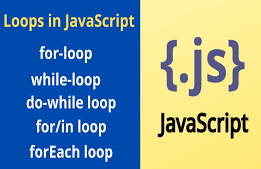 Loops in JavaScript
for-loop
while-loop
do-while loop
for/in loop
forEach loop
{.js}
JavaScript